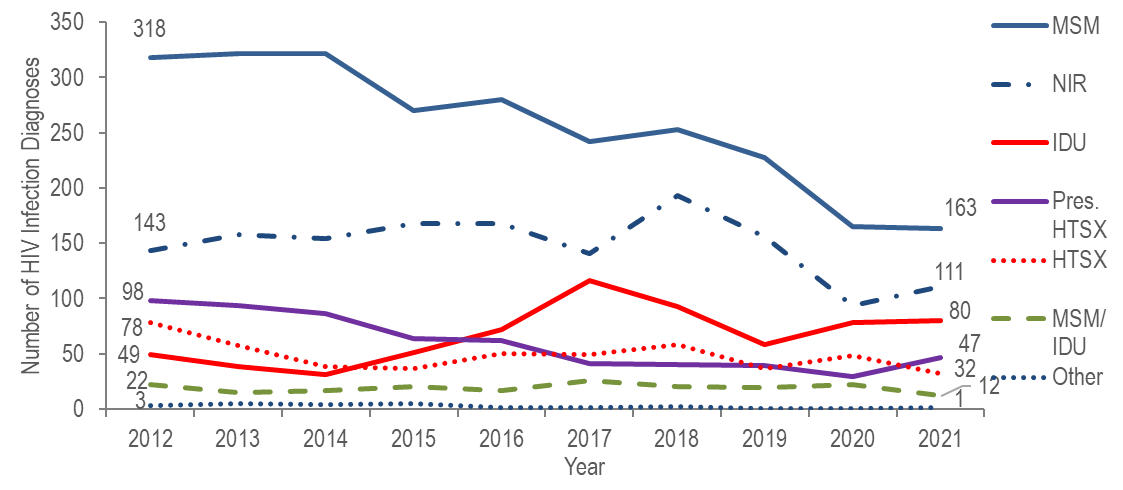 350
300
250
200
150
100
50
0
Number of HIV Infection Diagnoses
318
143
98
78
49
22
3
163
111
80
47
32
12
1
2012 2013 2014 2015 2016 2017 2018 2019 2020 2021
Year
MSM
NIR
IDU
Pres.
HTSX
HTSX
MSM/
IDU
Other